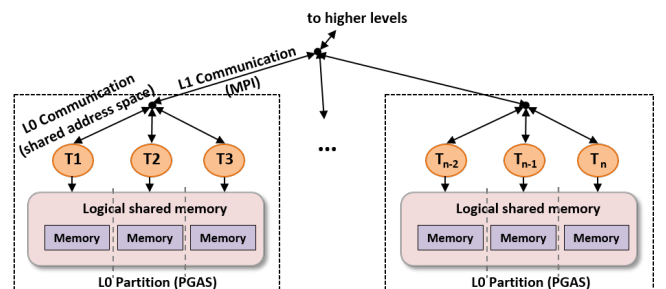 to higher levels
L1 Communication
(MPI)
L0 Communication
(shared address space)
...
T1 T2 T3
Tn-2 Tn-1 Tn
Logical shared memory
Memory Memory Memory
L0 Partition (PGAS)
Logical shared memory
Memory Memory Memory
L0 Partition (PGAS)